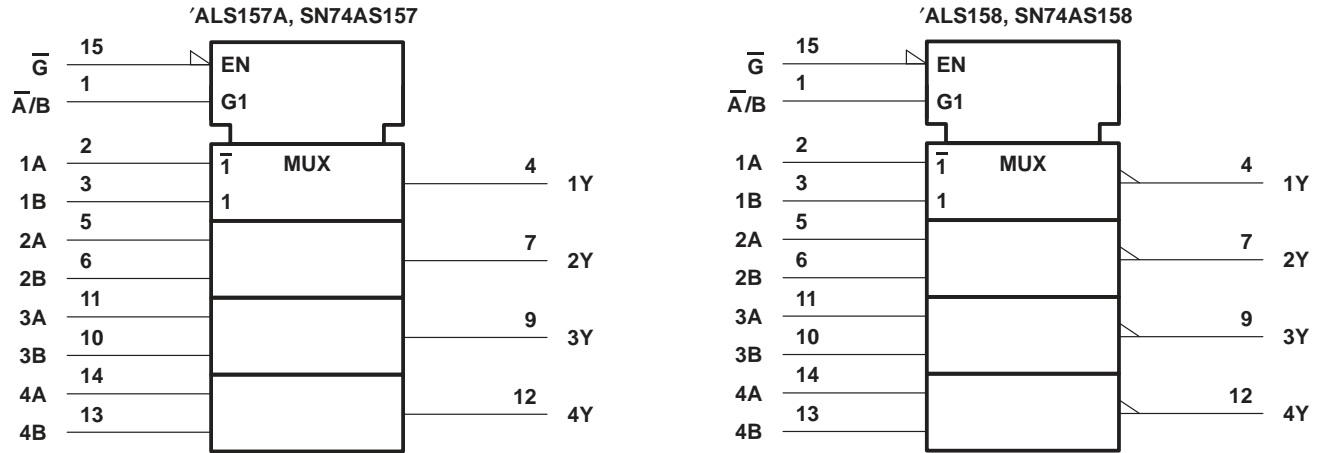 ′ALS157A, SN74AS157
G̅ 15 EN
A̅/B 1 G1
1A 2 1̅ MUX 4 1Y
1B 3 1
2A 5 7 2Y
2B 6
3A 11 9 3Y
3B 10
4A 14 12 4Y
4B 13
′ALS158, SN74AS158
G̅ 15 EN
A̅/B 1 G1
1A 2 1̅ MUX 4 1Y
1B 3 1
2A 5 7 2Y
2B 6
3A 11 9 3Y
3B 10
4A 14 12 4Y
4B 13